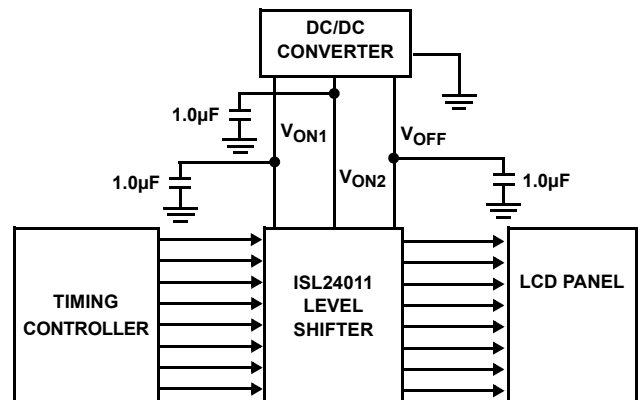 DC/DC
CONVERTER
1.0µF
VON1
VOFF
1.0µF
VON2
1.0µF
TIMING
CONTROLLER
ISL24011
LEVEL
SHIFTER
LCD PANEL